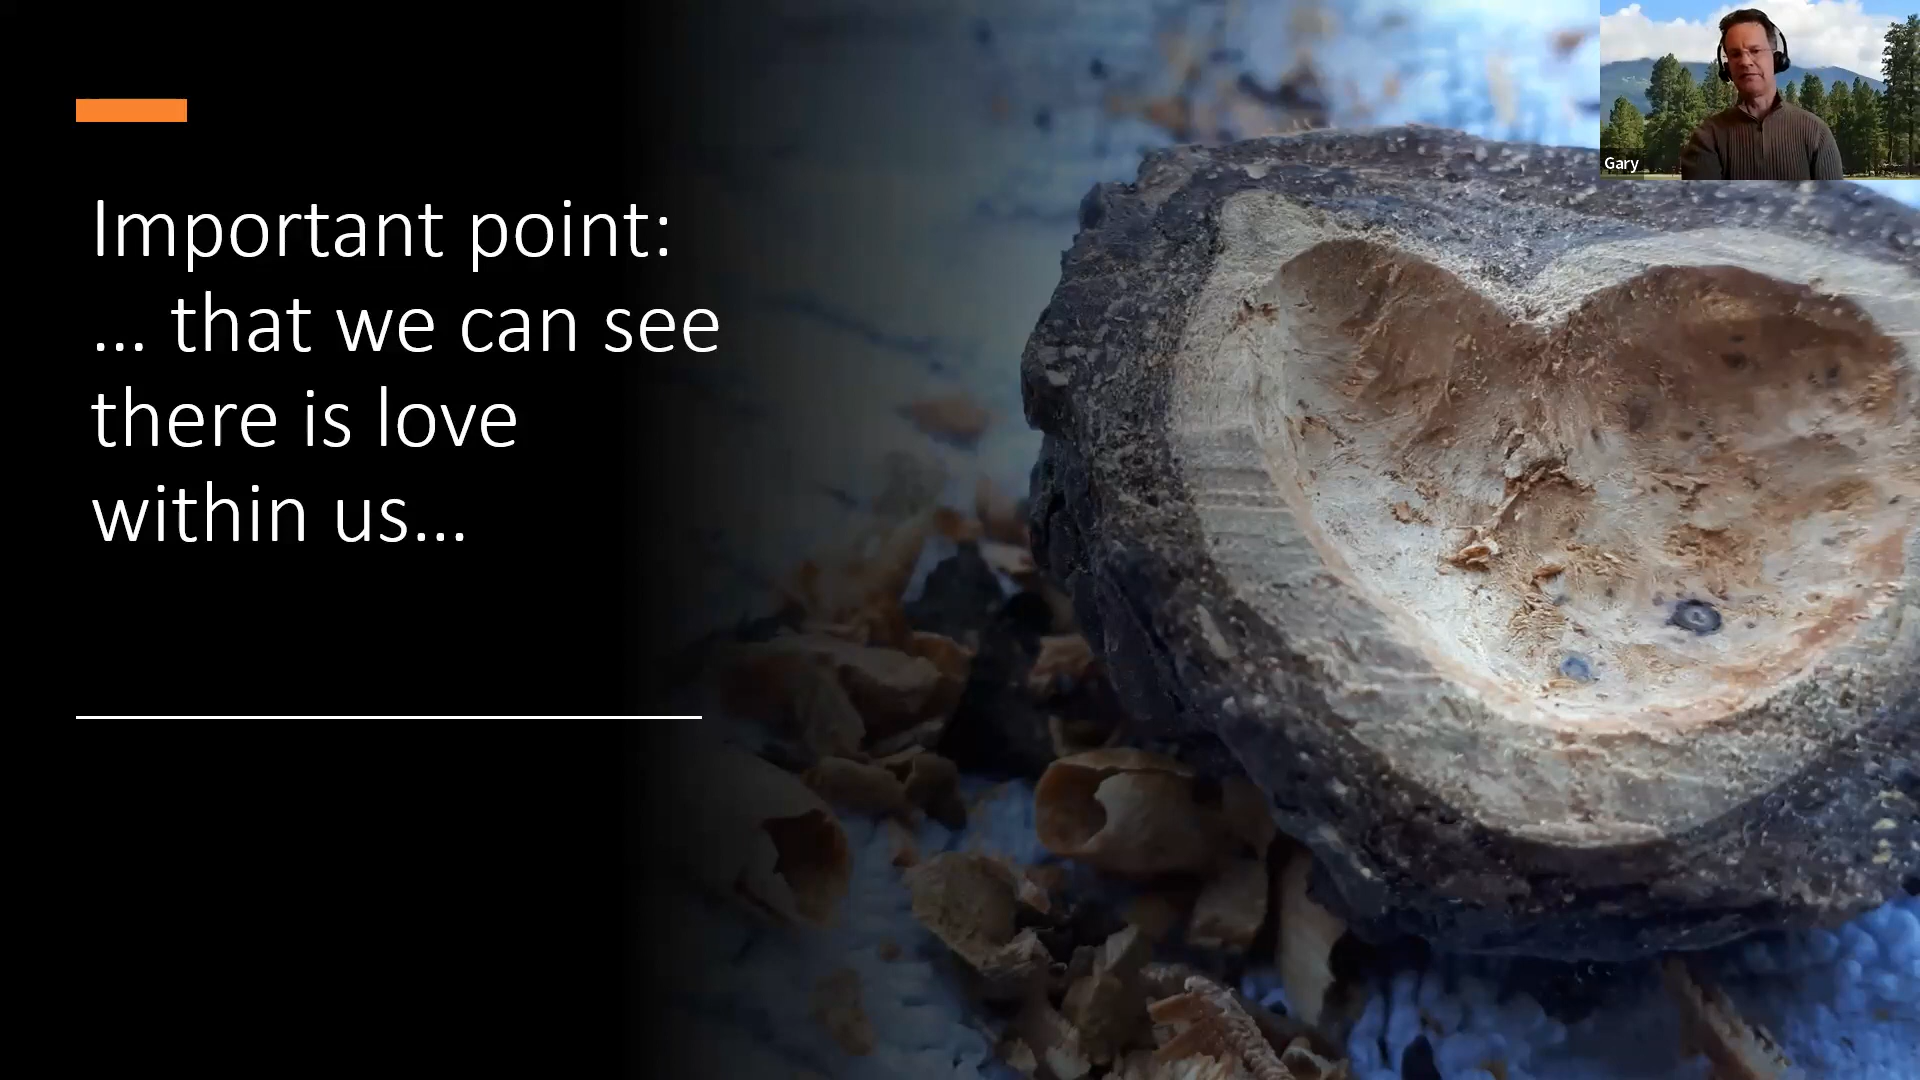 Important point:
... that we can see
there is love
within us...
Gary